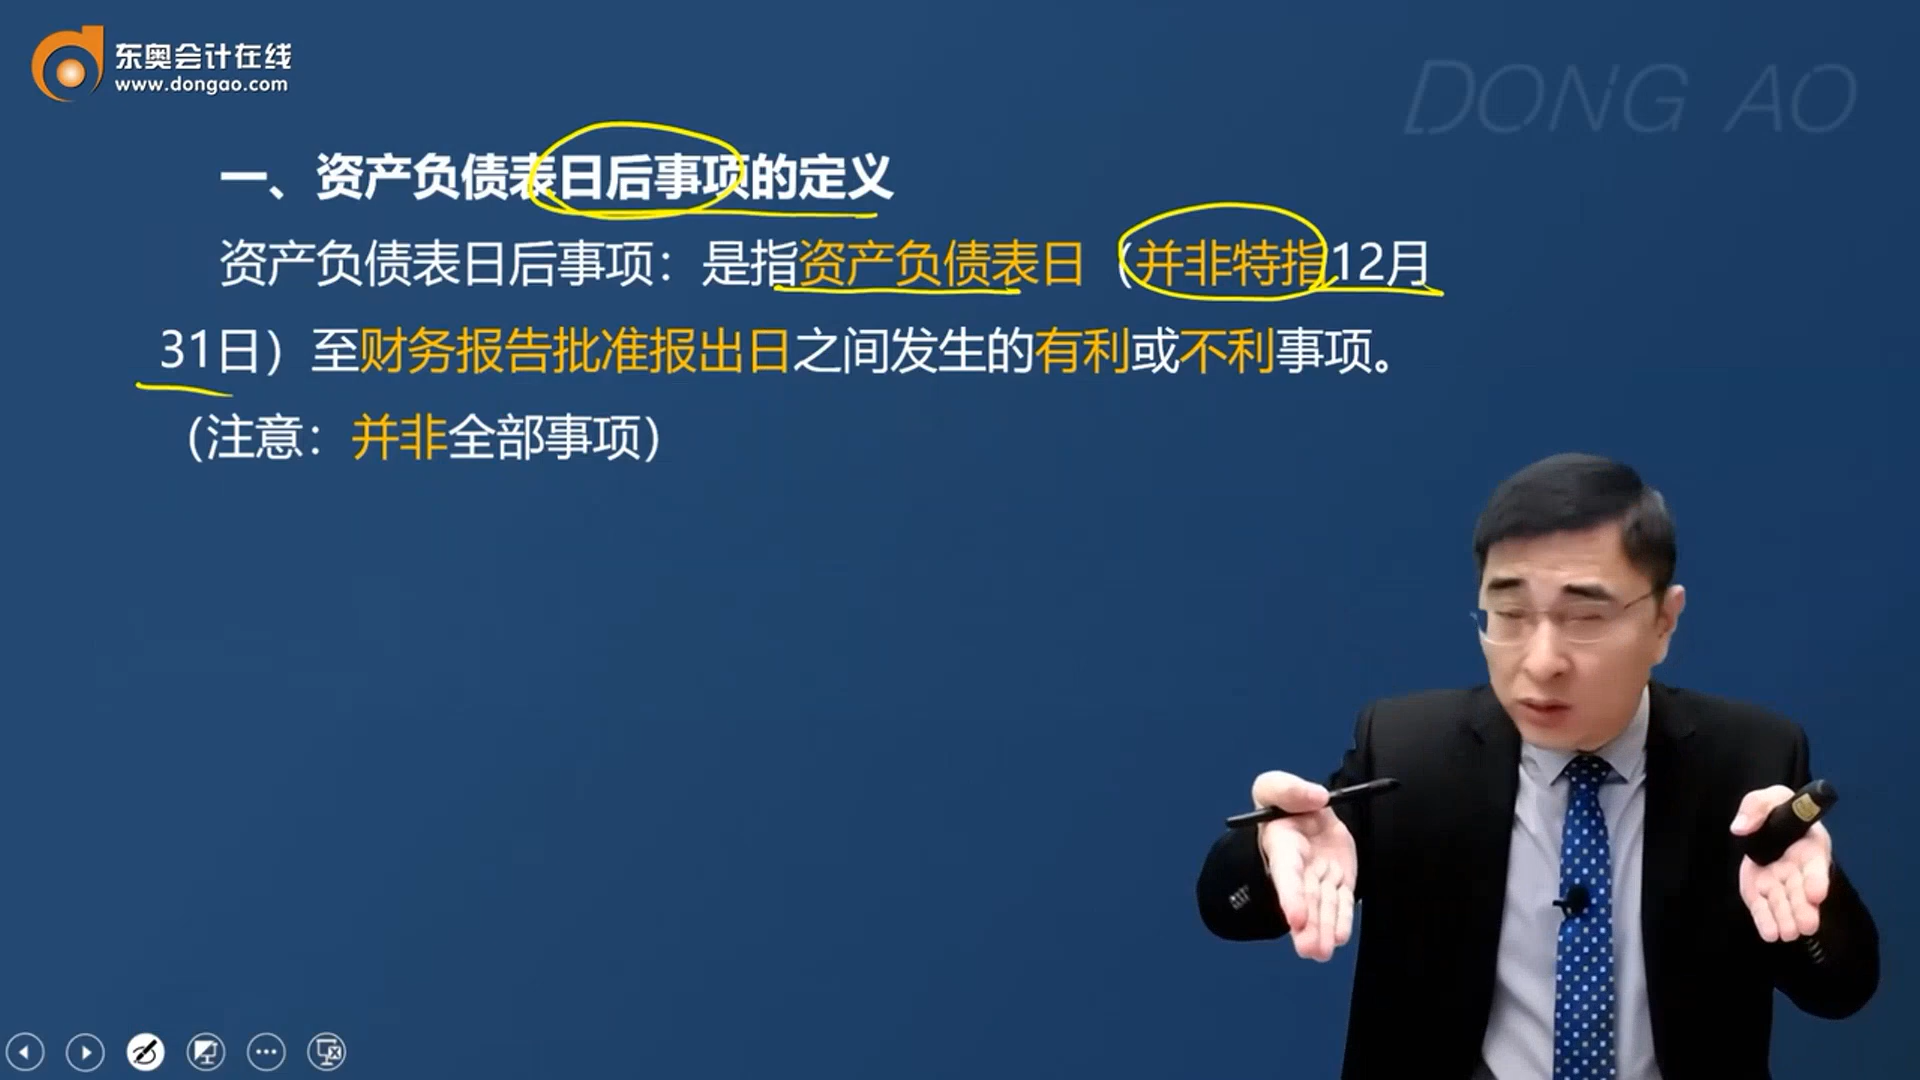 东奥会计在线
www.dongao.com
DONG AO
一、资产负债表日后事项的定义
资产负债表日后事项：是指资产负债表日（并非特指12月
31日）至财务报告批准报出日之间发生的有利或不利事项。
（注意：并非全部事项）